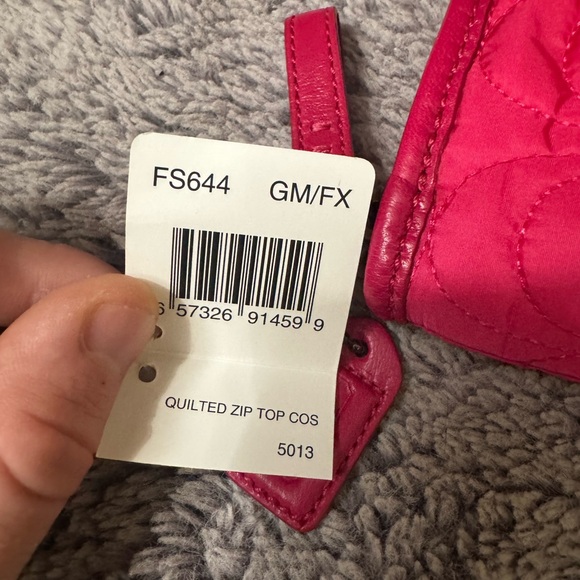 FS644 GM/FX
6 57326 91459 9
QUILTED ZIP TOP COS
5013